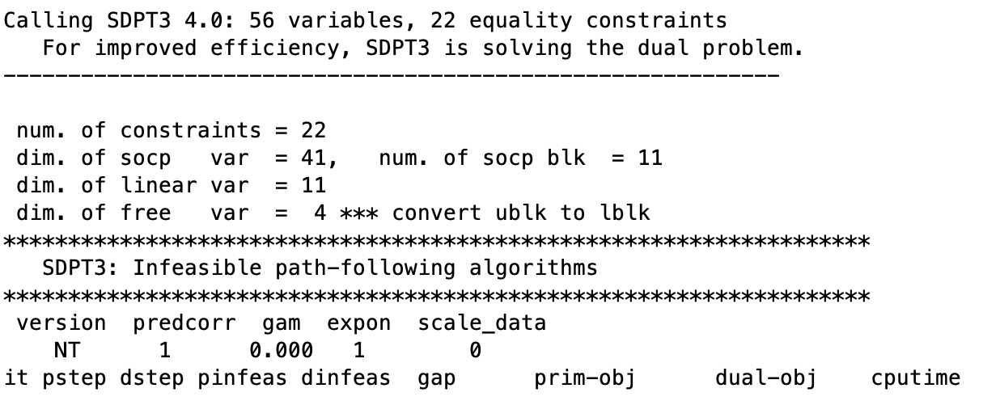 Calling SDPT3 4.0: 56 variables, 22 equality constraints
   For improved efficiency, SDPT3 is solving the dual problem.
------------------------------------------------------------

 num. of constraints = 22
 dim. of socp   var  = 41,   num. of socp blk  = 11
 dim. of linear var  = 11
 dim. of free   var  =  4 *** convert ublk to lblk
*******************************************************************
   SDPT3: Infeasible path-following algorithms
*******************************************************************
 version  predcorr  gam  expon  scale_data
    NT      1      0.000   1        0
it pstep dstep pinfeas dinfeas  gap      prim-obj      dual-obj    cputime